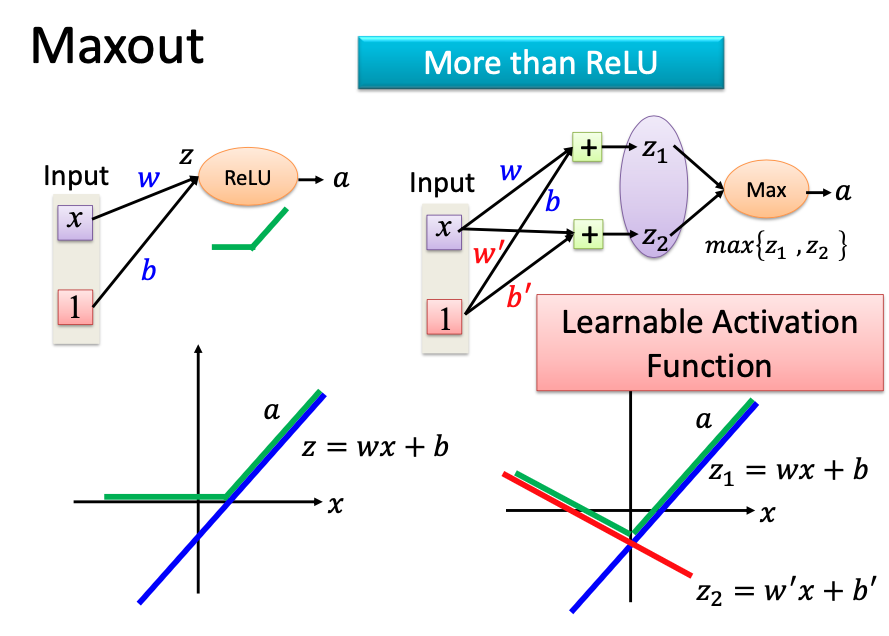 Maxout
More than ReLU
Input
x
1
w
b
z
ReLU
a
Input
x
1
w
b
w′
b′
+
+
z₁
z₂
Max
a
max{z₁ , z₂ }
Learnable Activation
Function
a
z = wx + b
x
a
z₁ = wx + b
x
z₂ = w′x + b′